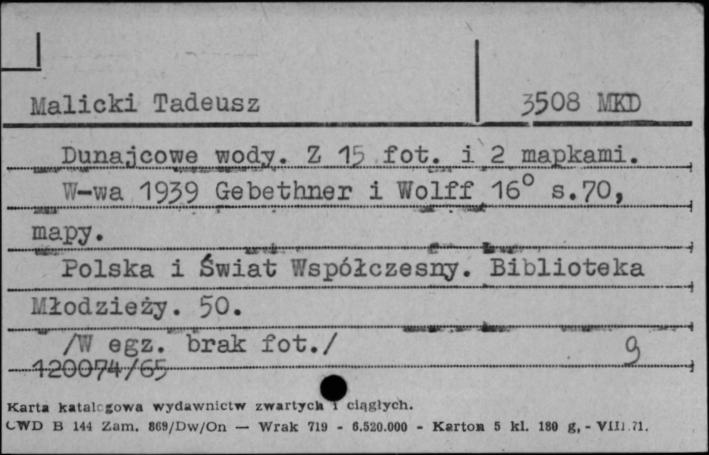 Malicki Tadeusz 3508 MKD
Dunajcowe wody. Z 15 fot. i 2 mapkami.
W-wa 1939 Gebethner i Wolff 16° s.70,
mapy.
Polska i Świat Współczesny. Biblioteka
Młodzieży. 50.
/W egz. brak fot./ 9
120074/65
Karta katalogowa wydawnictw zwartych i ciągłych.
CWD B 144 Zam. 869/Dw/On — Wrak 719 - 6.520.000 - Karton 5 kl. 180 g, - VIII.71.